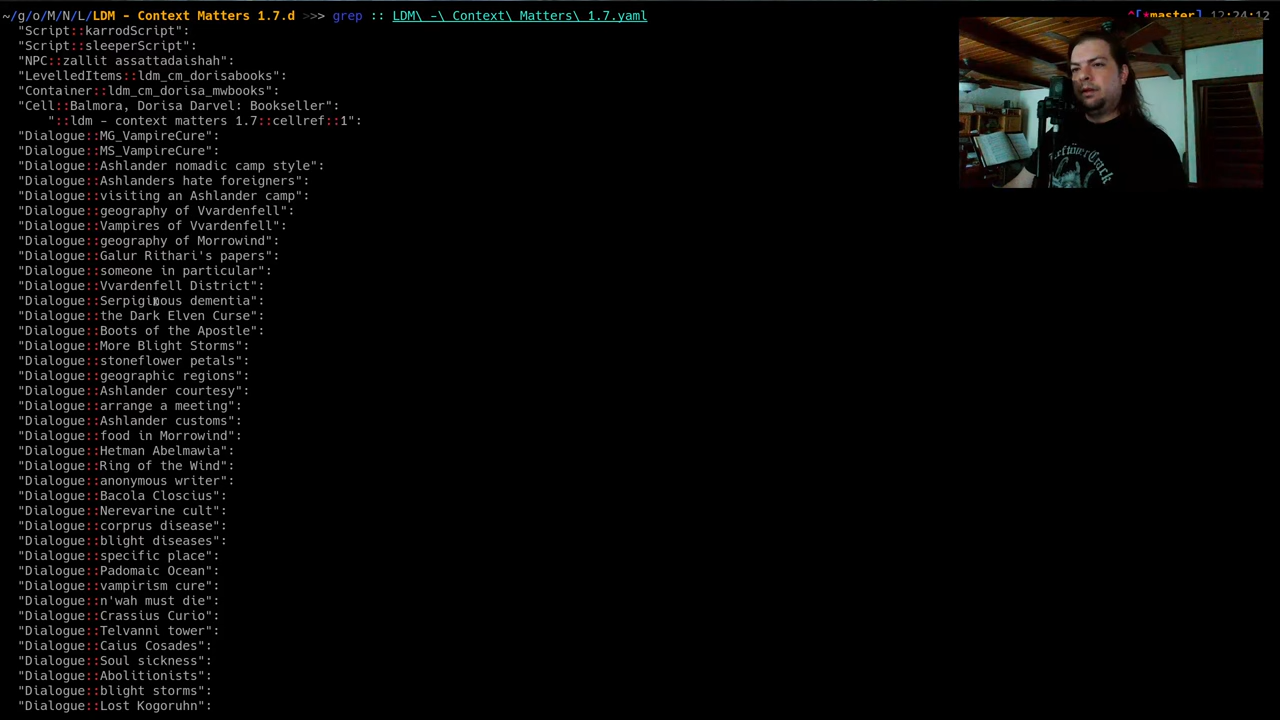 ~/g/o/M/N/L/LDM - Context Matters 1.7.d >>> grep :: LDM\ -\ Context\ Matters\ 1.7.yaml ^[*master] 12:24:12
"Script::karrodScript":
"Script::sleeperScript":
"NPC::zallit assattadaishah":
"LevelledItems::ldm_cm_dorisabooks":
"Container::ldm_cm_dorisa_mwbooks":
"Cell::Balmora, Dorisa Darvel: Bookseller":
"::ldm - context matters 1.7::cellref::1":
"Dialogue::MG_VampireCure":
"Dialogue::MS_VampireCure":
"Dialogue::Ashlander nomadic camp style":
"Dialogue::Ashlanders hate foreigners":
"Dialogue::visiting an Ashlander camp":
"Dialogue::geography of Vvardenfell":
"Dialogue::Vampires of Vvardenfell":
"Dialogue::geography of Morrowind":
"Dialogue::Galur Rithari's papers":
"Dialogue::someone in particular":
"Dialogue::Vvardenfell District":
"Dialogue::Serpiginous dementia":
"Dialogue::the Dark Elven Curse":
"Dialogue::Boots of the Apostle":
"Dialogue::More Blight Storms":
"Dialogue::stoneflower petals":
"Dialogue::geographic regions":
"Dialogue::Ashlander courtesy":
"Dialogue::arrange a meeting":
"Dialogue::Ashlander customs":
"Dialogue::food in Morrowind":
"Dialogue::Hetman Abelmawia":
"Dialogue::Ring of the Wind":
"Dialogue::anonymous writer":
"Dialogue::Bacola Closcius":
"Dialogue::Nerevarine cult":
"Dialogue::corprus disease":
"Dialogue::blight diseases":
"Dialogue::specific place":
"Dialogue::Padomaic Ocean":
"Dialogue::vampirism cure":
"Dialogue::n'wah must die":
"Dialogue::Crassius Curio":
"Dialogue::Telvanni tower":
"Dialogue::Caius Cosades":
"Dialogue::Soul sickness":
"Dialogue::Abolitionists":
"Dialogue::blight storms":
"Dialogue::Lost Kogoruhn":